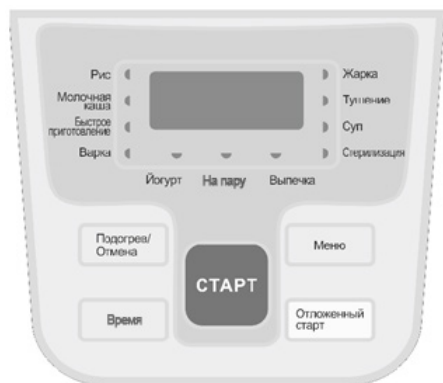 Рис
Жарка
Молочная
каша
Тушение
Быстрое
приготовление
Суп
Варка
Стерилизация
Йогурт
На пару
Выпечка
Подогрев/
Отмена
СТАРТ
Меню
Время
Отложенный
старт